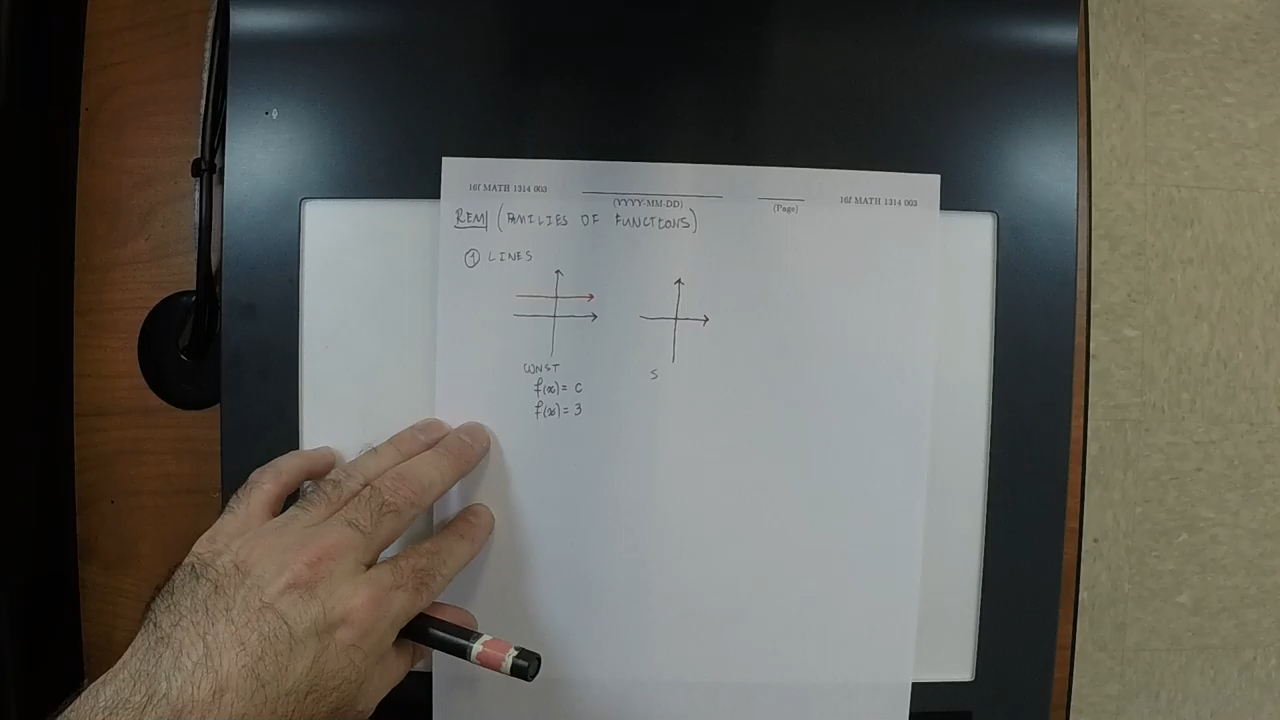 16f MATH 1314 003 (YYYY-MM-DD) (Page) 16f MATH 1314 003
REM (FAMILIES OF FUNCTIONS)
① LINES
CONST
f(x) = C
f(x) = 3
S